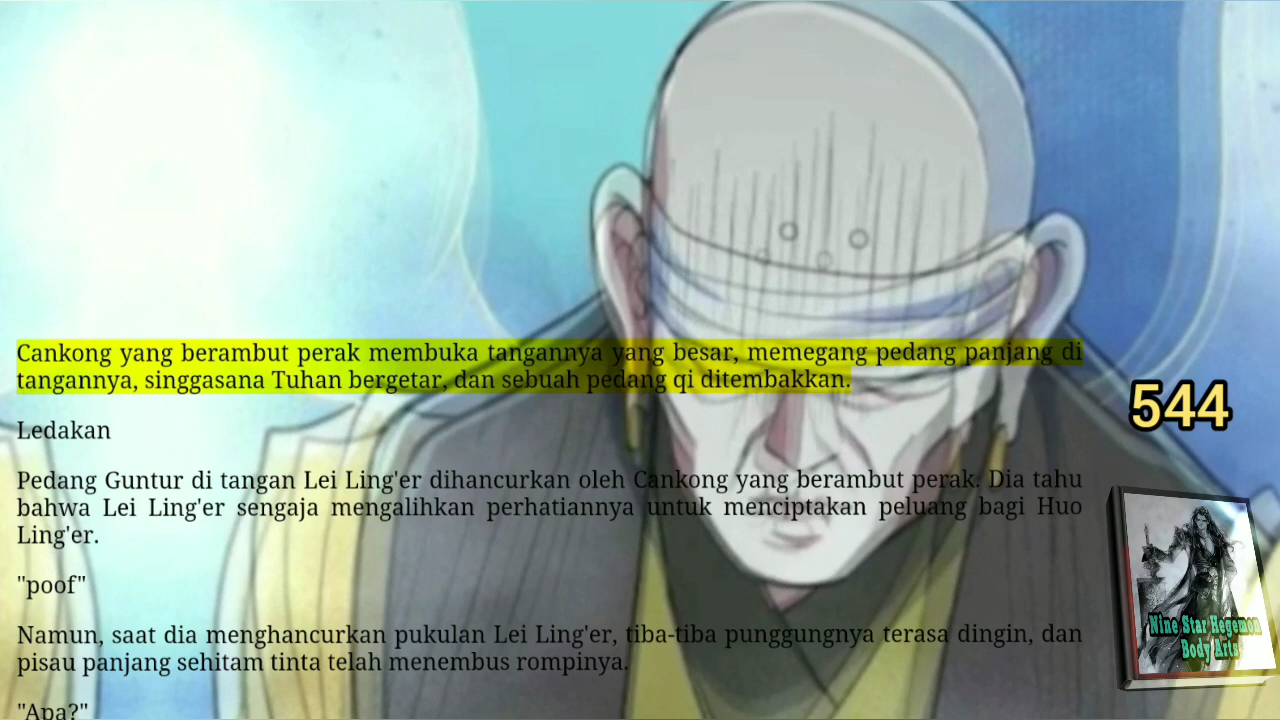 Cankong yang berambut perak membuka tangannya yang besar, memegang pedang panjang di
tangannya, singgasana Tuhan bergetar, dan sebuah pedang qi ditembakkan.
Ledakan
Pedang Guntur di tangan Lei Ling'er dihancurkan oleh Cankong yang berambut perak. Dia tahu
bahwa Lei Ling'er sengaja mengalihkan perhatiannya untuk menciptakan peluang bagi Huo
Ling'er.
"poof"
Namun, saat dia menghancurkan pukulan Lei Ling'er, tiba-tiba punggungnya terasa dingin, dan
pisau panjang sehitam tinta telah menembus rompinya.
"Apa?"
544
Nine Star Hegemon
Body Arts